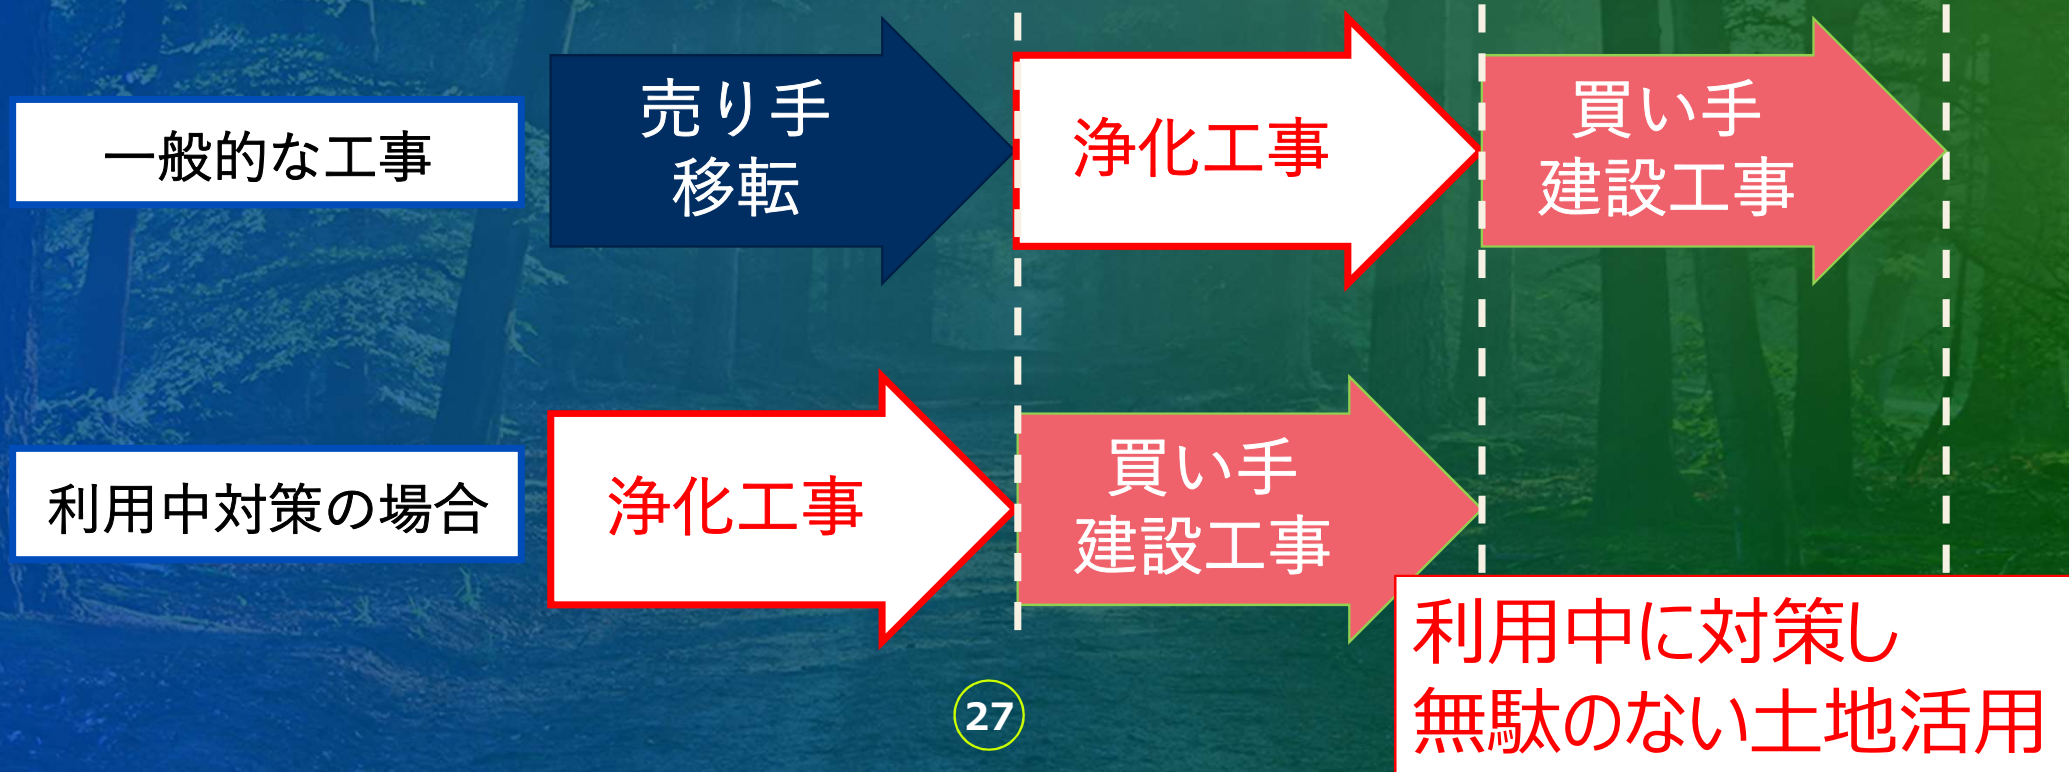 一般的な工事
売り手
移転
浄化工事
買い手
建設工事
利用中対策の場合
浄化工事
買い手
建設工事
利用中に対策し
無駄のない土地活用
27